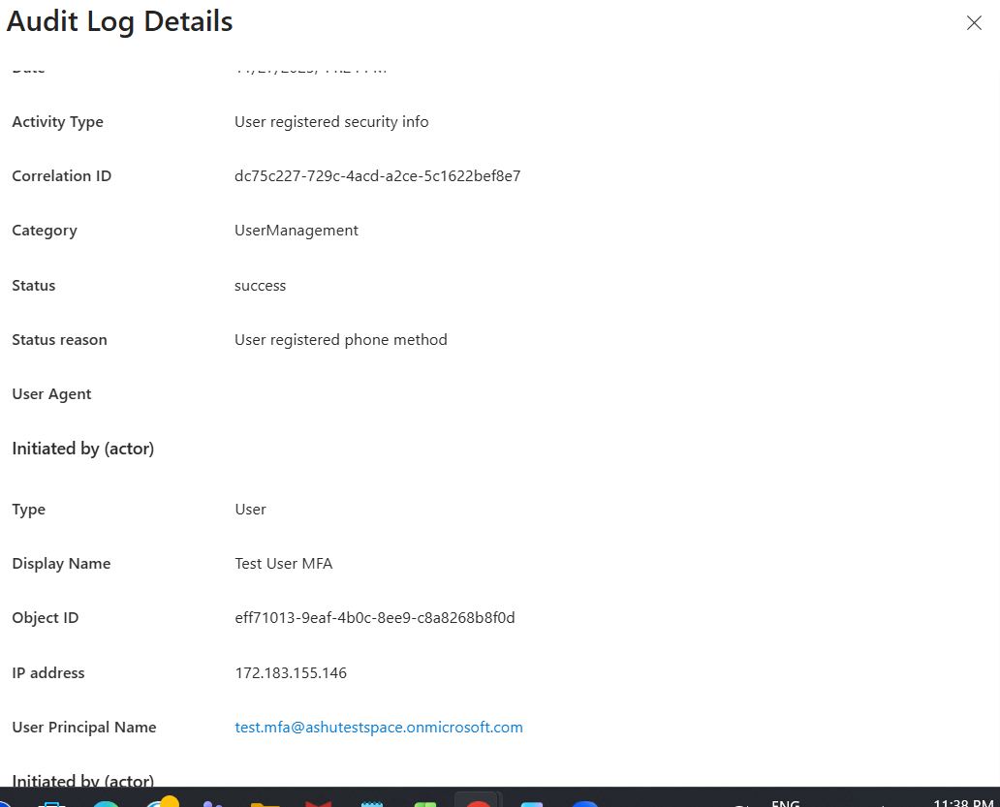 Audit Log Details
Date
Activity Type User registered security info
Correlation ID dc75c227-729c-4acd-a2ce-5c1622bef8e7
Category UserManagement
Status success
Status reason User registered phone method
User Agent
Initiated by (actor)
Type User
Display Name Test User MFA
Object ID eff71013-9eaf-4b0c-8ee9-c8a8268b8f0d
IP address 172.183.155.146
User Principal Name test.mfa@ashutestspace.onmicrosoft.com
Initiated by (actor)
ENG
11:38 PM